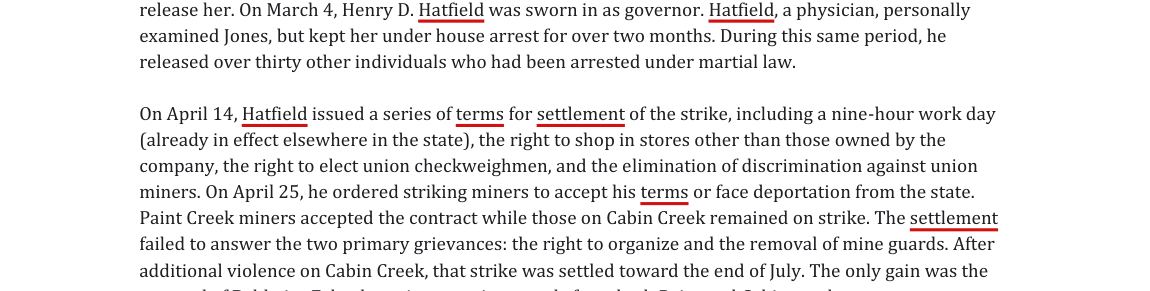 release her. On March 4, Henry D. Hatfield was sworn in as governor. Hatfield, a physician, personally
examined Jones, but kept her under house arrest for over two months. During this same period, he
released over thirty other individuals who had been arrested under martial law.
On April 14, Hatfield issued a series of terms for settlement of the strike, including a nine-hour work day
(already in effect elsewhere in the state), the right to shop in stores other than those owned by the
company, the right to elect union checkweighmen, and the elimination of discrimination against union
miners. On April 25, he ordered striking miners to accept his terms or face deportation from the state.
Paint Creek miners accepted the contract while those on Cabin Creek remained on strike. The settlement
failed to answer the two primary grievances: the right to organize and the removal of mine guards. After
additional violence on Cabin Creek, that strike was settled toward the end of July. The only gain was the